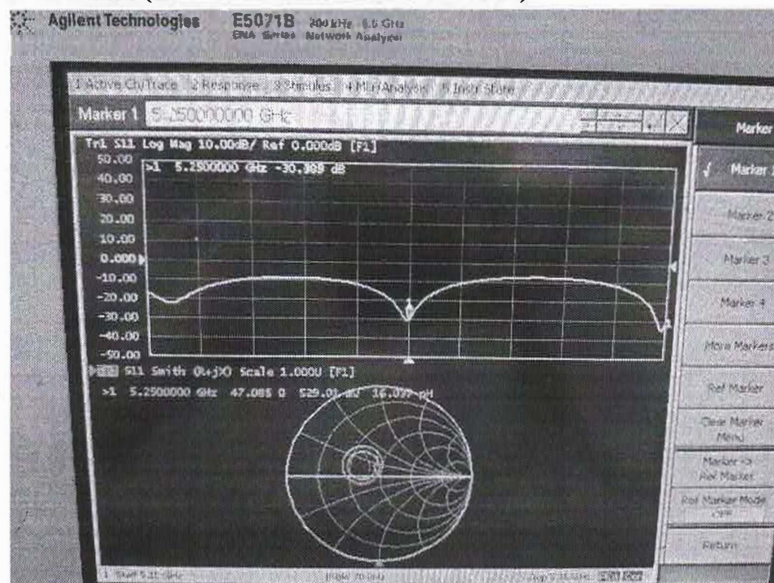 Agilent Technologies E5071B
ENA Series Network Analyzer
1 Active Ch/Trace 2 Response 3 Stimulus 4 Mkr/Analysis 5 Instr State
Marker 1 5.250000000 GHz
Marker
Tr1 S11 Log Mag 10.00dB/ Ref 0.000dB [F1]
50.00
>1 5.2500000 GHz
40.00
30.00
20.00
10.00
0.000
-10.00
-20.00
-30.00
-40.00
-50.00
S11 Smith (R+jX) Scale 1.000U [F1]
>1 5.2500000 GHz 47.085 Ω
Marker 1
Marker 2
Marker 3
Marker 4
More Markers
Ref Marker
Clear Marker
Menu
Marker ->
Ref Marker
Ref Marker Mode
OFF
Return